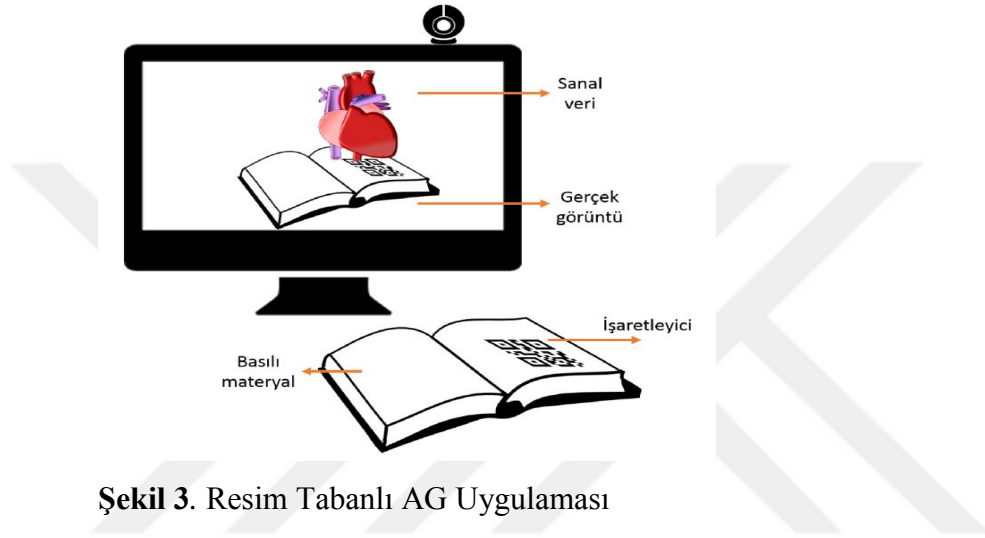 Sanal
veri
Gerçek
görüntü
İşaretleyici
Basılı
materyal
Şekil 3. Resim Tabanlı AG Uygulaması